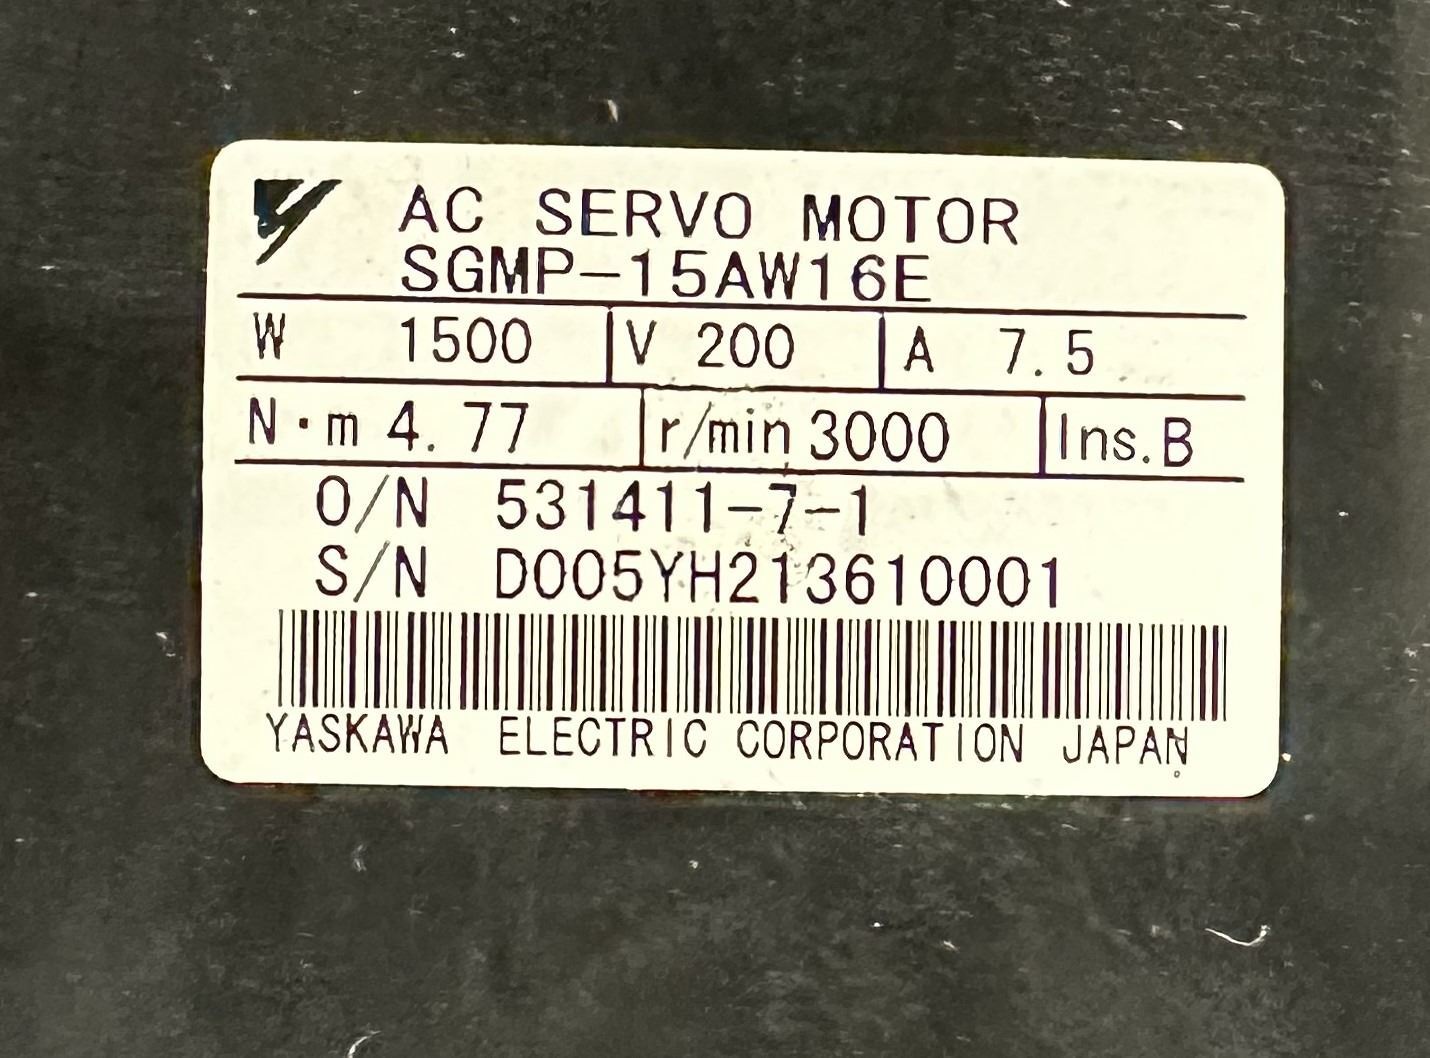 AC SERVO MOTOR
SGMP-15AW16E
W 1500 V 200 A 7.5
N·m 4.77 r/min 3000 Ins.B
O/N 531411-7-1
S/N D005YH213610001
YASKAWA ELECTRIC CORPORATION JAPAN